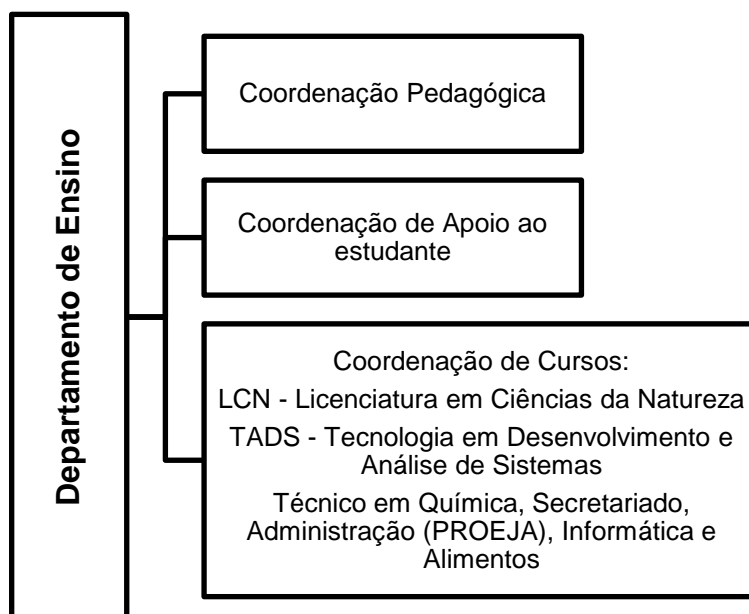 Departamento de Ensino
Coordenação Pedagógica
Coordenação de Apoio ao
estudante
Coordenação de Cursos:
LCN - Licenciatura em Ciências da Natureza
TADS - Tecnologia em Desenvolvimento e
Análise de Sistemas
Técnico em Química, Secretariado,
Administração (PROEJA), Informática e
Alimentos